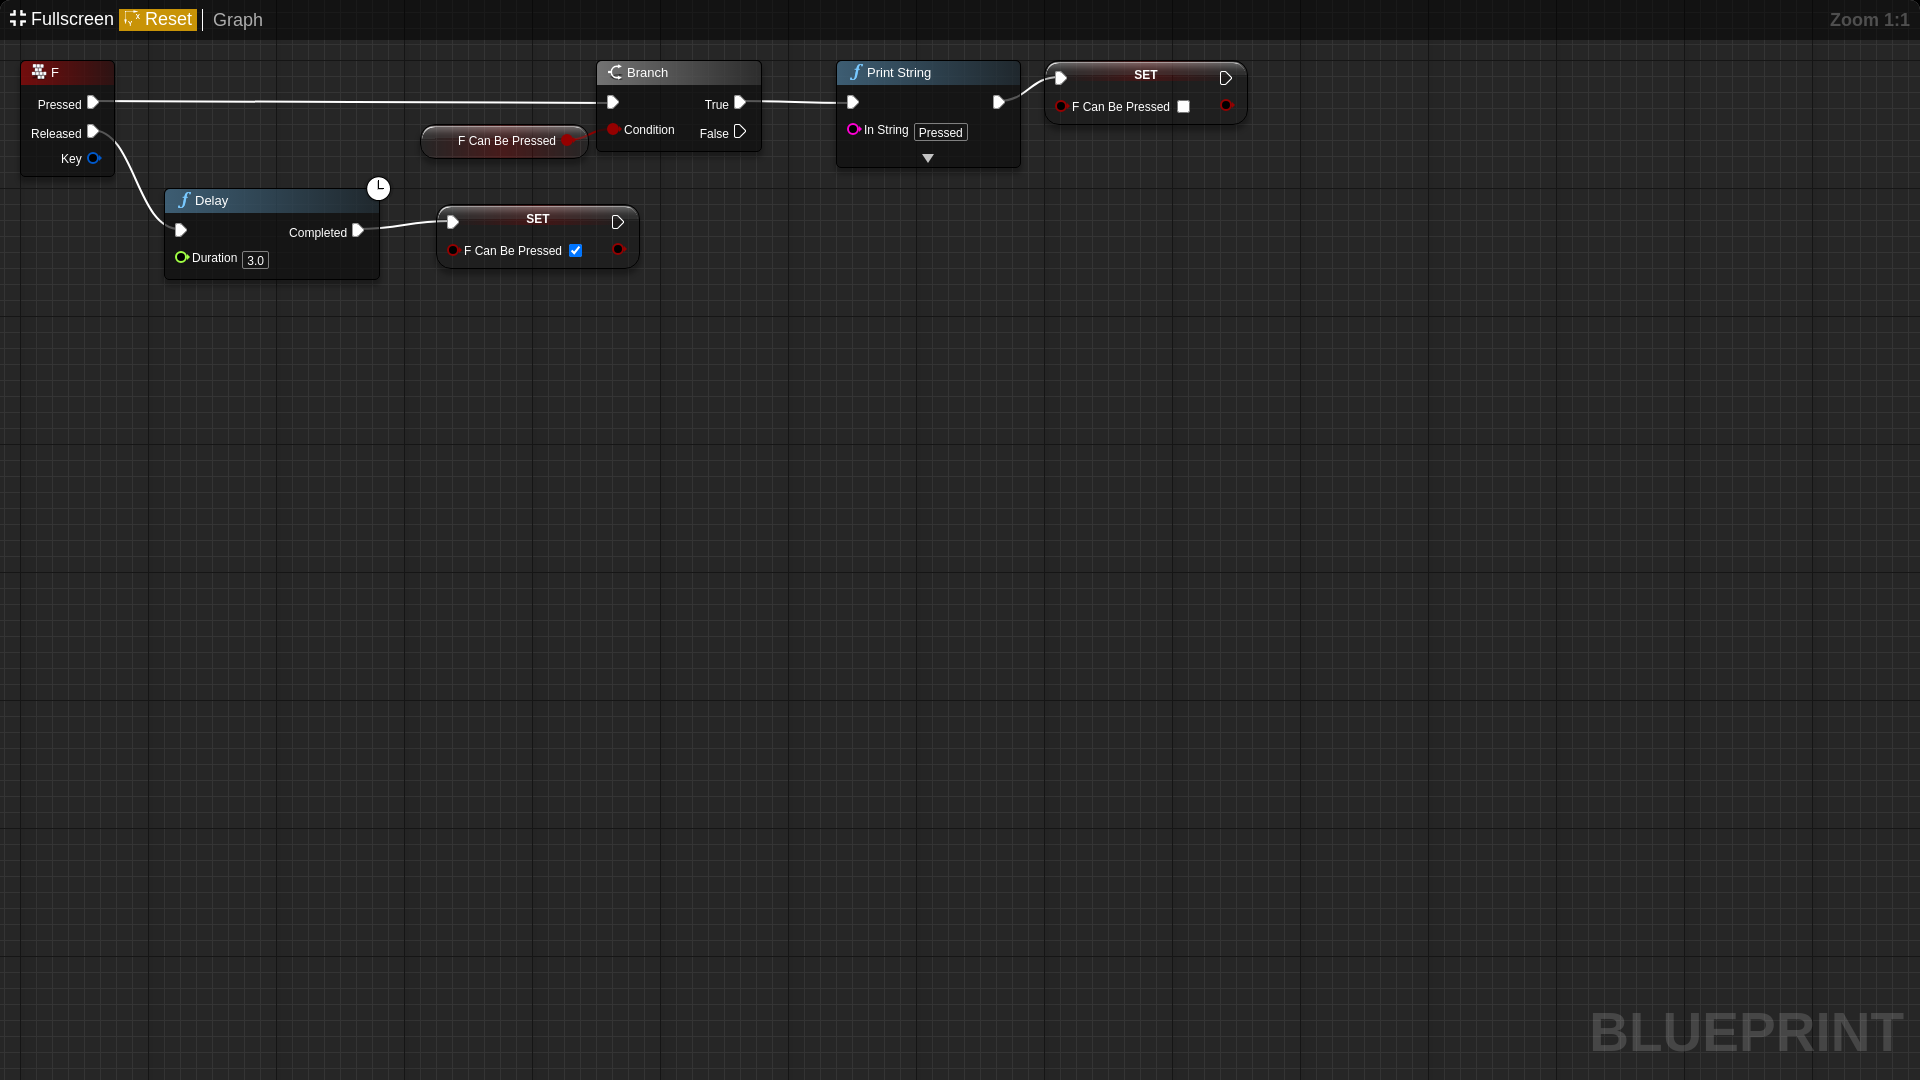 Fullscreen Reset Graph Zoom 1:1
F
Pressed
Released
Key
F Can Be Pressed
Branch
True
Condition
False
Print String
In String Pressed
SET
F Can Be Pressed
Delay
Completed
Duration 3.0
SET
F Can Be Pressed
BLUEPRINT